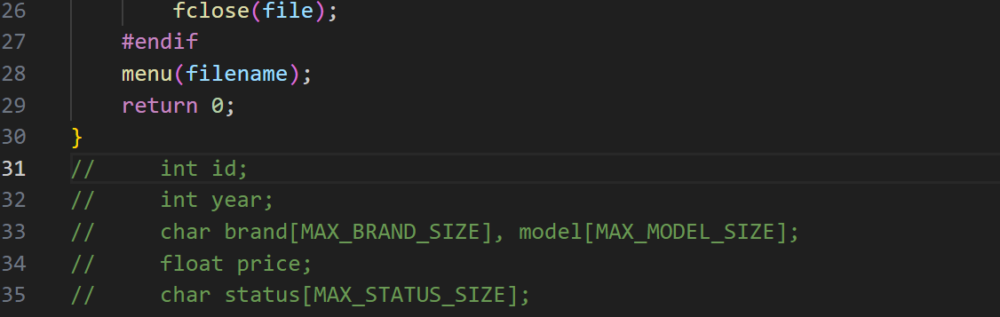 26 fclose(file);
27 #endif
28 menu(filename);
29 return 0;
30 }
31 // int id;
32 // int year;
33 // char brand[MAX_BRAND_SIZE], model[MAX_MODEL_SIZE];
34 // float price;
35 // char status[MAX_STATUS_SIZE];